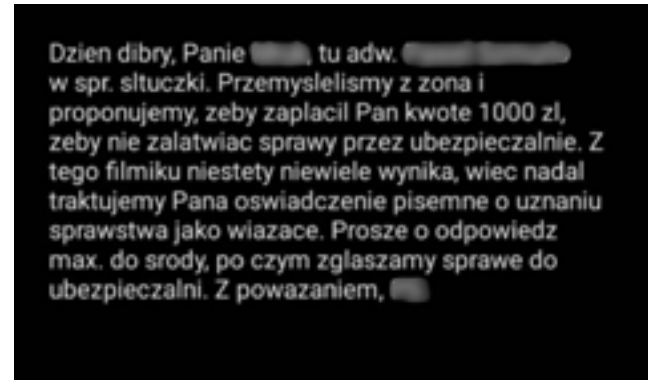 Dzien dibry, Panie , tu adw.
w spr. sltuczki. Przemyslelismy z zona i
proponujemy, zeby zaplacil Pan kwote 1000 zl,
zeby nie zalatwiac sprawy przez ubezpieczalnie. Z
tego filmiku niestety niewiele wynika, wiec nadal
traktujemy Pana oswiadczenie pisemne o uznaniu
sprawstwa jako wiazace. Prosze o odpowiedz
max. do srody, po czym zglaszamy sprawe do
ubezpieczalni. Z powazaniem,